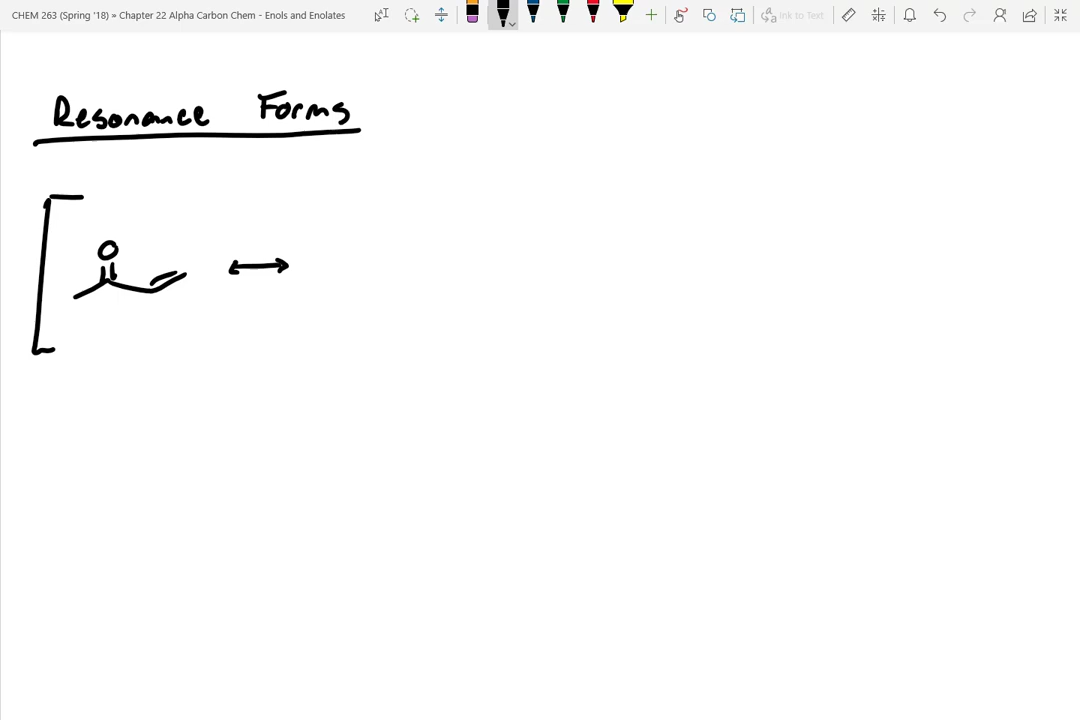 CHEM 263 (Spring '18) » Chapter 22 Alpha Carbon Chem - Enols and Enolates
Ink to Text
Resonance Forms
O